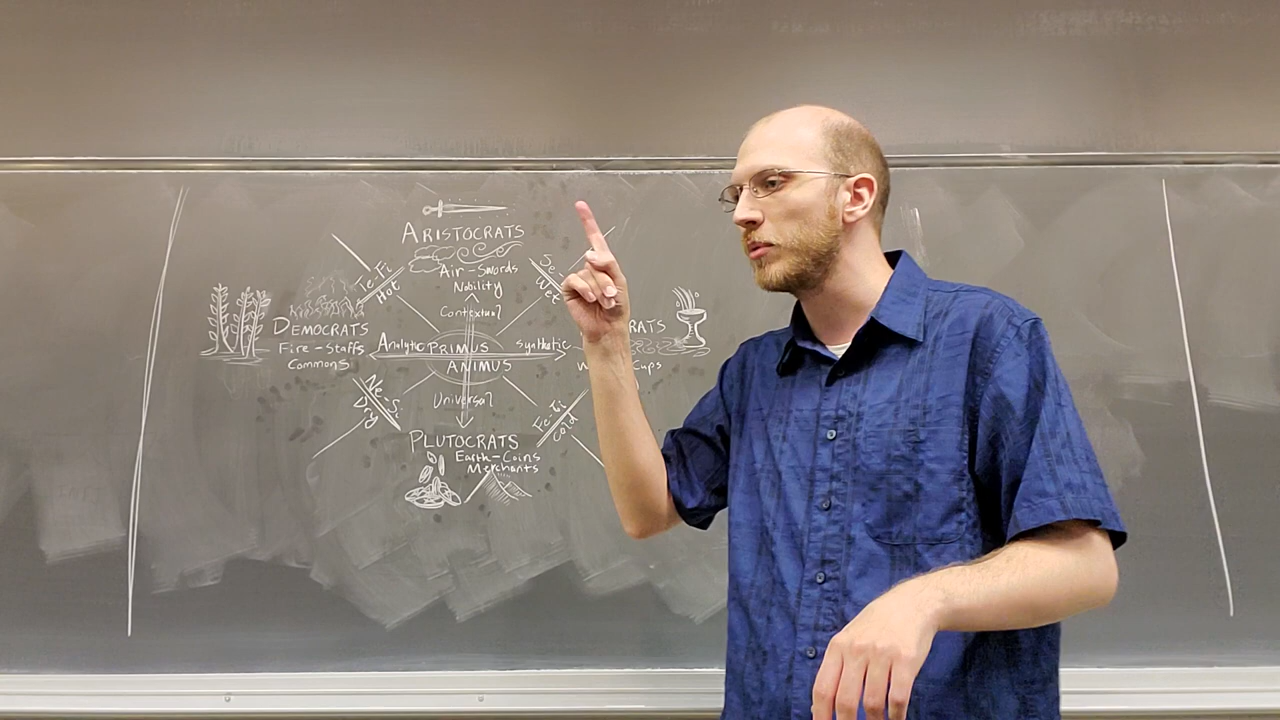 ARISTOCRATS
Air-Swords
Nobility
Contextual
Te-Fi
Hot
Se-
Wet
DEMOCRATS
Fire-Staffs
Commons
Analytic
PRIMUS
ANIMUS
Synthetic
RATS
Cups
Universal
Ne-Si
Dry
Fe-Ti
Cold
PLUTOCRATS
Earth-Coins
Merchants